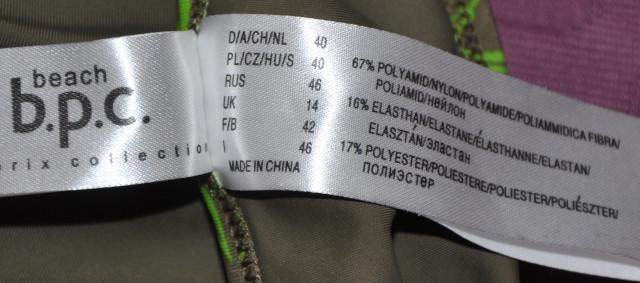 beach
b.p.c.
prix collection
D/A/CH/NL 40
PL/CZ/HU/S 40
RUS 46
UK 14
F/B 42
I 46
MADE IN CHINA
67% POLYAMID/NYLON/POLYAMIDE/POLIAMMIDICA FIBRA/
POLIAMID/НЕЙЛОН
16% ELASTHAN/ELASTANE/ÉLASTHANNE/ELASTAN/
ELASZTÁN/эластан
17% POLYESTER/POLIESTERE/POLIESTER/POLIÉSZTER/
ПОЛИЭСТЕР